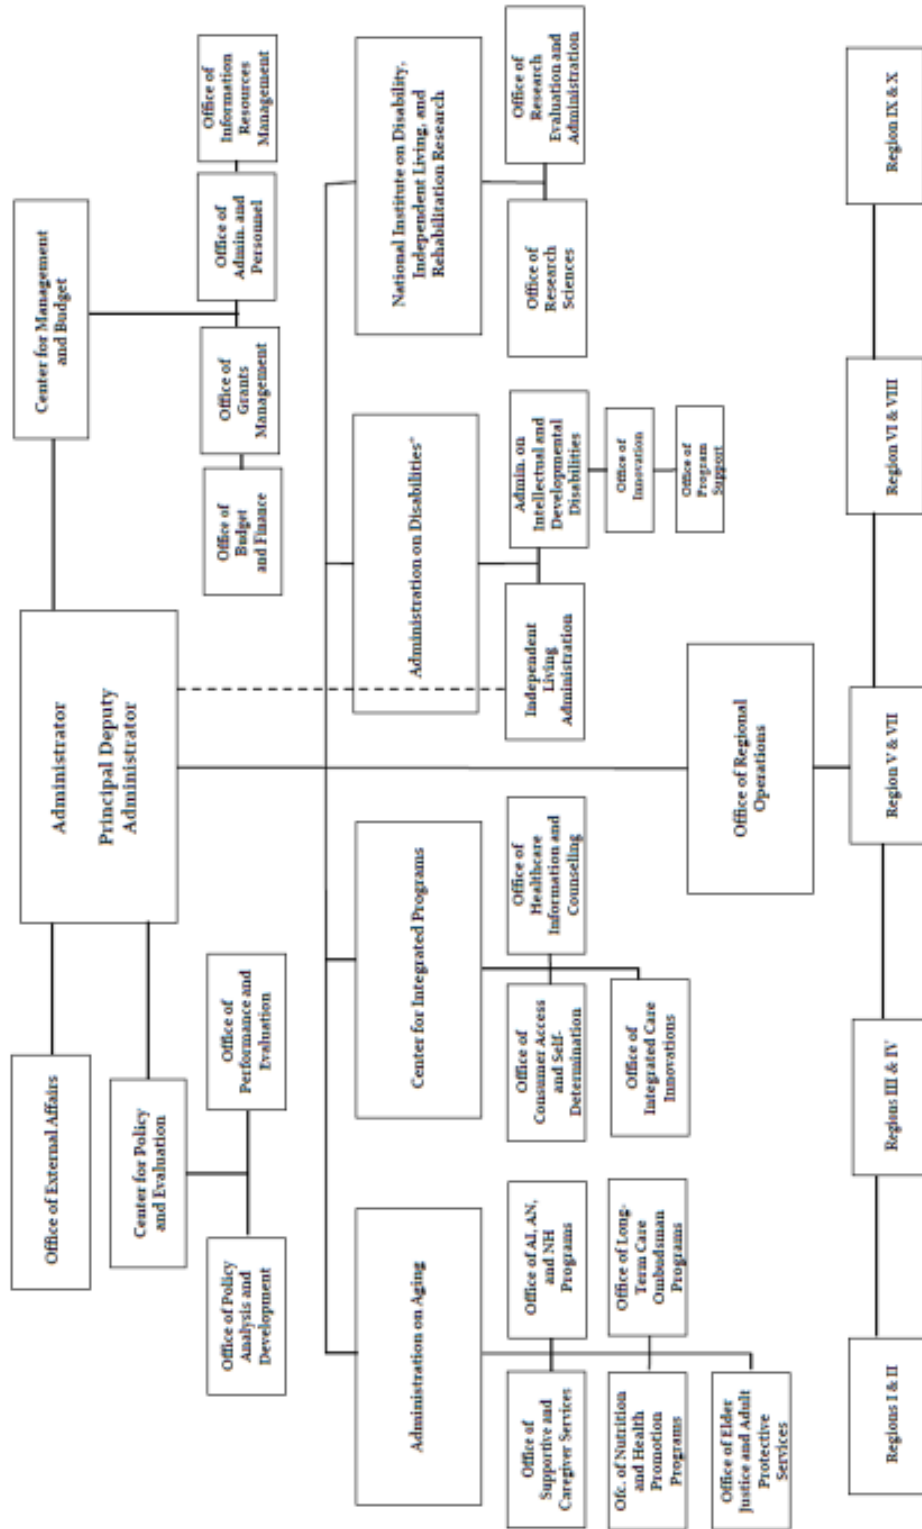 Administrator
Principal Deputy
Administrator
Office of External Affairs
Center for Policy
and Evaluation
Office of Policy
Analysis and
Development
Office of
Performance and
Evaluation
Center for Management
and Budget
Office of
Budget
and Finance
Office of
Grants
Management
Office of
Admin. and
Personnel
Office of
Information
Resources
Management
Administration on Aging
Office of
Supportive and
Caregiver Services
Office of AI, AN,
and NH
Programs
Ofc. of Nutrition
and Health
Promotion
Programs
Office of Long-
Term Care
Ombudsman
Programs
Office of Elder
Justice and Adult
Protective
Services
Center for Integrated Programs
Office of
Consumer Access
and Self-
Determination
Office of
Healthcare
Information and
Counseling
Office of
Integrated Care
Innovations
Administration on Disabilities*
Independent
Living
Administration
Admin. on
Intellectual and
Developmental
Disabilities
Office of
Innovation
Office of
Program
Support
National Institute on Disability,
Independent Living, and
Rehabilitation Research
Office of
Research
Sciences
Office of
Research
Evaluation and
Administration
Office of Regional
Operations
Regions I & II
Regions III & IV
Region V & VII
Region VI & VIII
Region IX & X